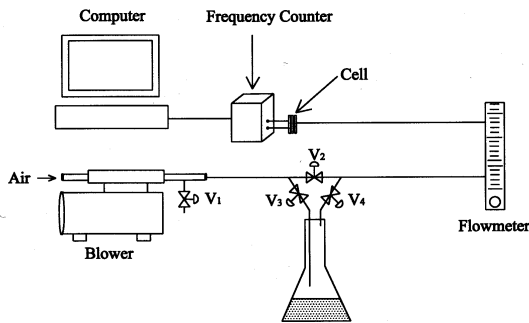 Computer
Frequency Counter
Cell
V2
Air
V1
V3
V4
Blower
Flowmeter